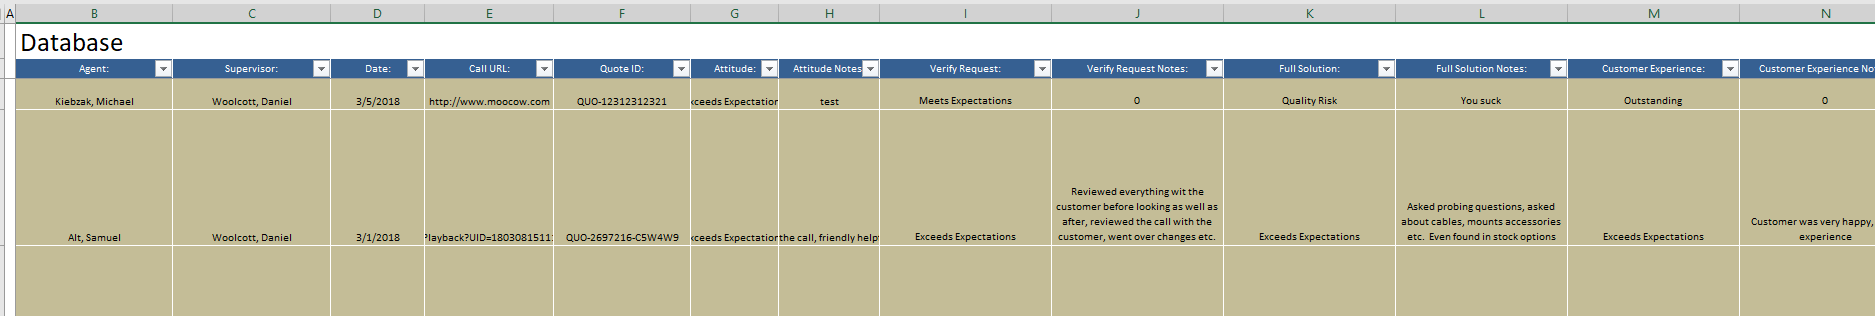 A B C D E F G H I J K L M N
Database
Agent: Supervisor: Date: Call URL: Quote ID: Attitude: Attitude Notes Verify Request: Verify Request Notes: Full Solution: Full Solution Notes: Customer Experience: Customer Experience No
Kiebzak, Michael Woolcott, Daniel 3/5/2018 http://www.moocow.com QUO-12312312321 xceeds Expectation test Meets Expectations 0 Quality Risk You suck Outstanding 0
Reviewed everything wit the
customer before looking as well as
after, reviewed the call with the
customer, went over changes etc.
Asked probing questions, asked
about cables, mounts accessories
etc. Even found in stock options
Customer was very happy,
experience
Alt, Samuel Woolcott, Daniel 3/1/2018 Playback?UID=1803081511 QUO-2697216-C5W4W9 xceeds Expectation the call, friendly help Exceeds Expectations Exceeds Expectations Exceeds Expectations